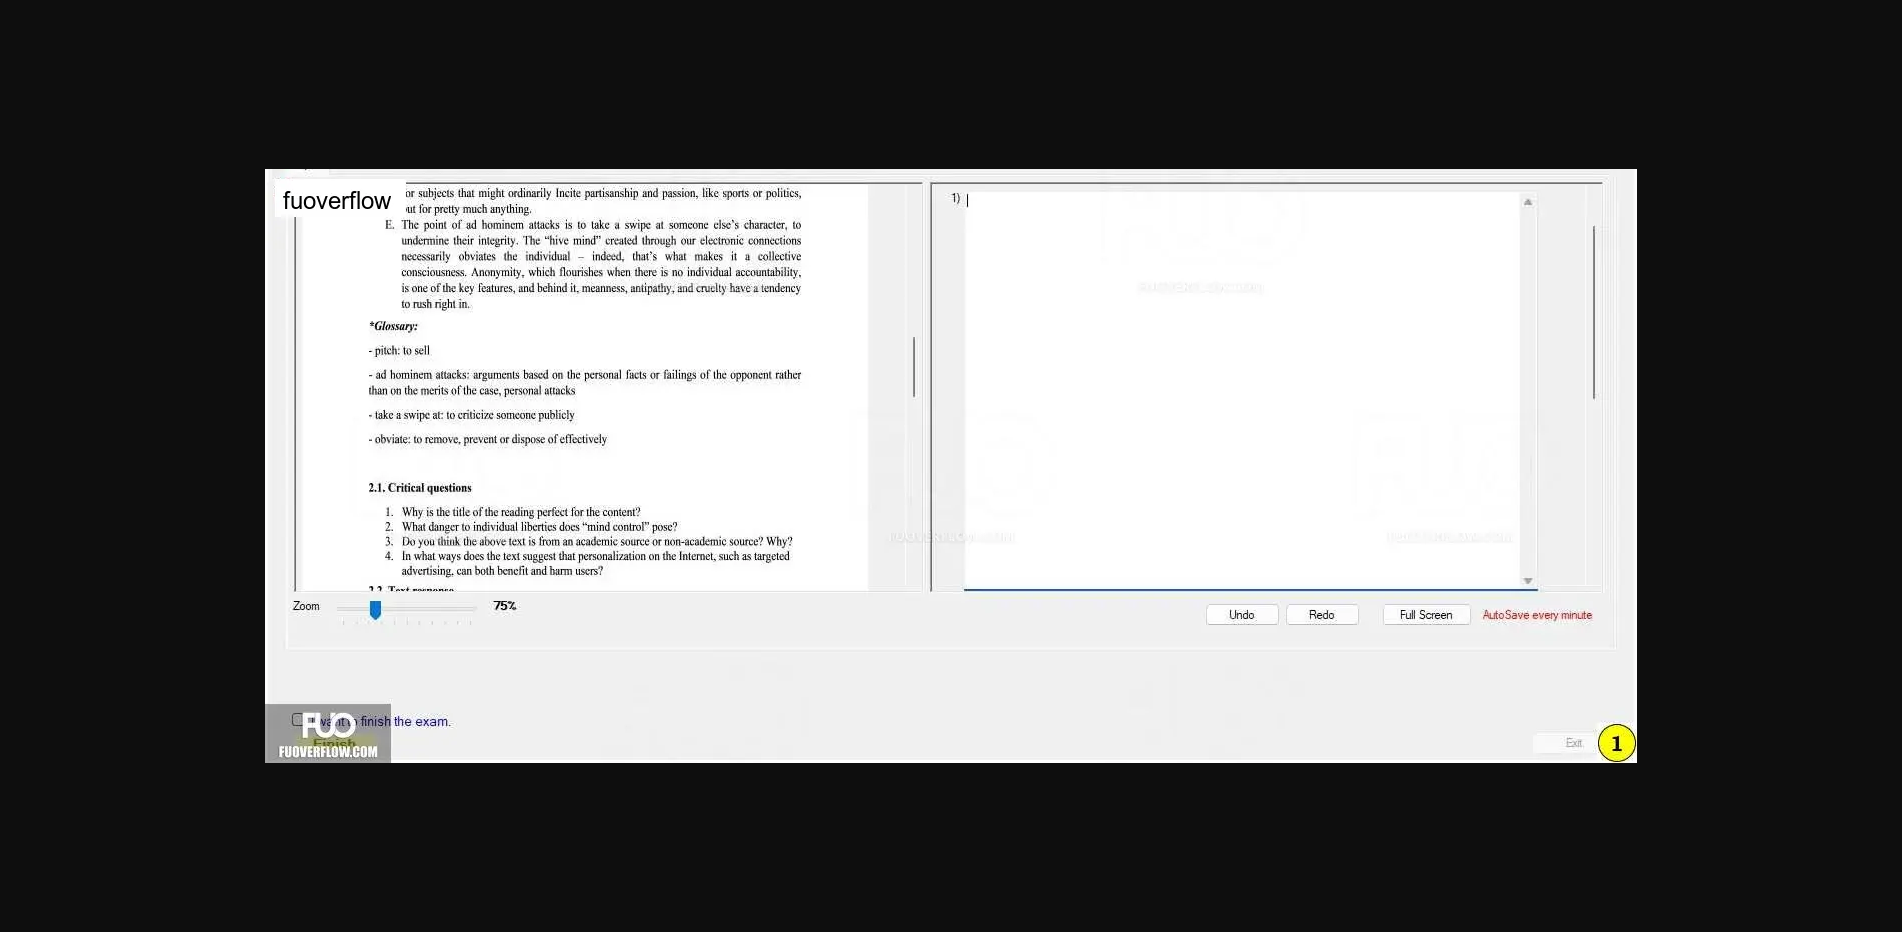 fuoverflow
or subjects that might ordinarily Incite partisanship and passion, like sports or politics,
ut for pretty much anything.
E. The point of ad hominem attacks is to take a swipe at someone else's character, to
undermine their integrity. The “hive mind” created through our electronic connections
necessarily obviates the individual – indeed, that's what makes it a collective
consciousness. Anonymity, which flourishes when there is no individual accountability,
is one of the key features, and behind it, meanness, antipathy, and cruelty have a tendency
to rush right in.
*Glossary:
- pitch: to sell
- ad hominem attacks: arguments based on the personal facts or failings of the opponent rather
than on the merits of the case, personal attacks
- take a swipe at: to criticize someone publicly
- obviate: to remove, prevent or dispose of effectively
2.1. Critical questions
1. Why is the title of the reading perfect for the content?
2. What danger to individual liberties does “mind control” pose?
3. Do you think the above text is from an academic source or non-academic source? Why?
4. In what ways does the text suggest that personalization on the Internet, such as targeted
advertising, can both benefit and harm users?
2.2. Text response
1)
FUOVERFLOW.COM
FUOVERFLOW.COM
FUOVERFLOW.COM
Zoom 75%
Undo Redo Full Screen AutoSave every minute
I want to finish the exam.
FUO
Finish
FUOVERFLOW.COM
Exit 1